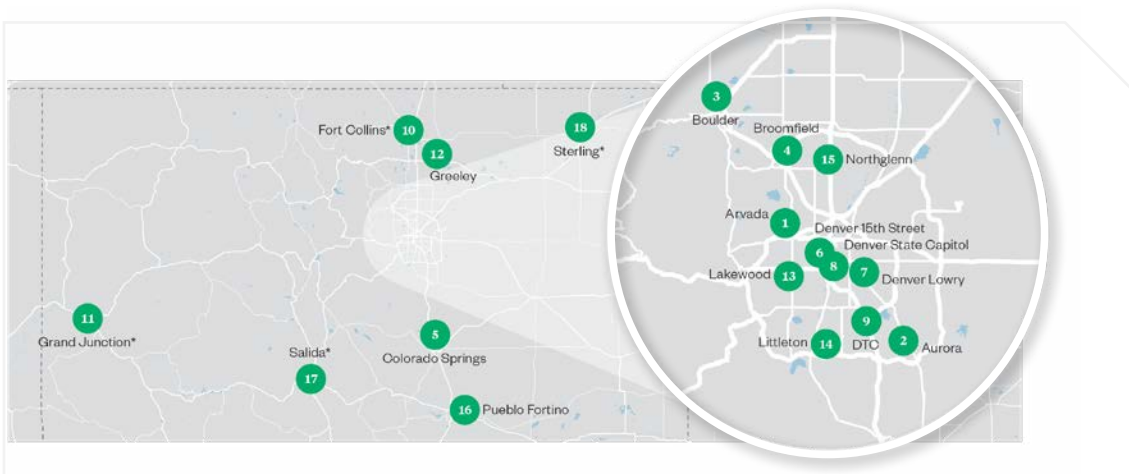 3
Boulder
Fort Collins*
10
18
Sterling*
12
Greeley
Broomfield
4
15
Northglenn
Arvada
1
Denver 15th Street
6
Denver State Capitol
8
7
Denver Lowry
Lakewood
13
11
Grand Junction*
5
Colorado Springs
9
DTC
2
Aurora
Littleton
14
Salida*
17
16
Pueblo Fortino